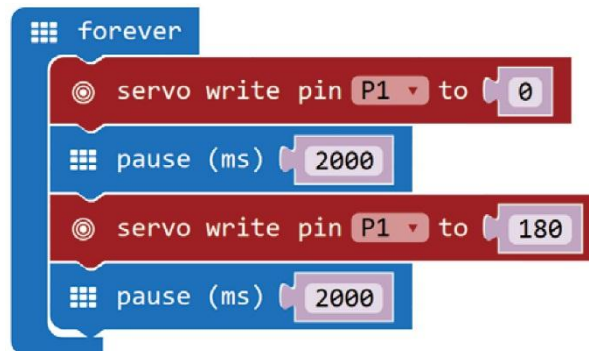 forever
servo write pin P1 to 0
pause (ms) 2000
servo write pin P1 to 180
pause (ms) 2000